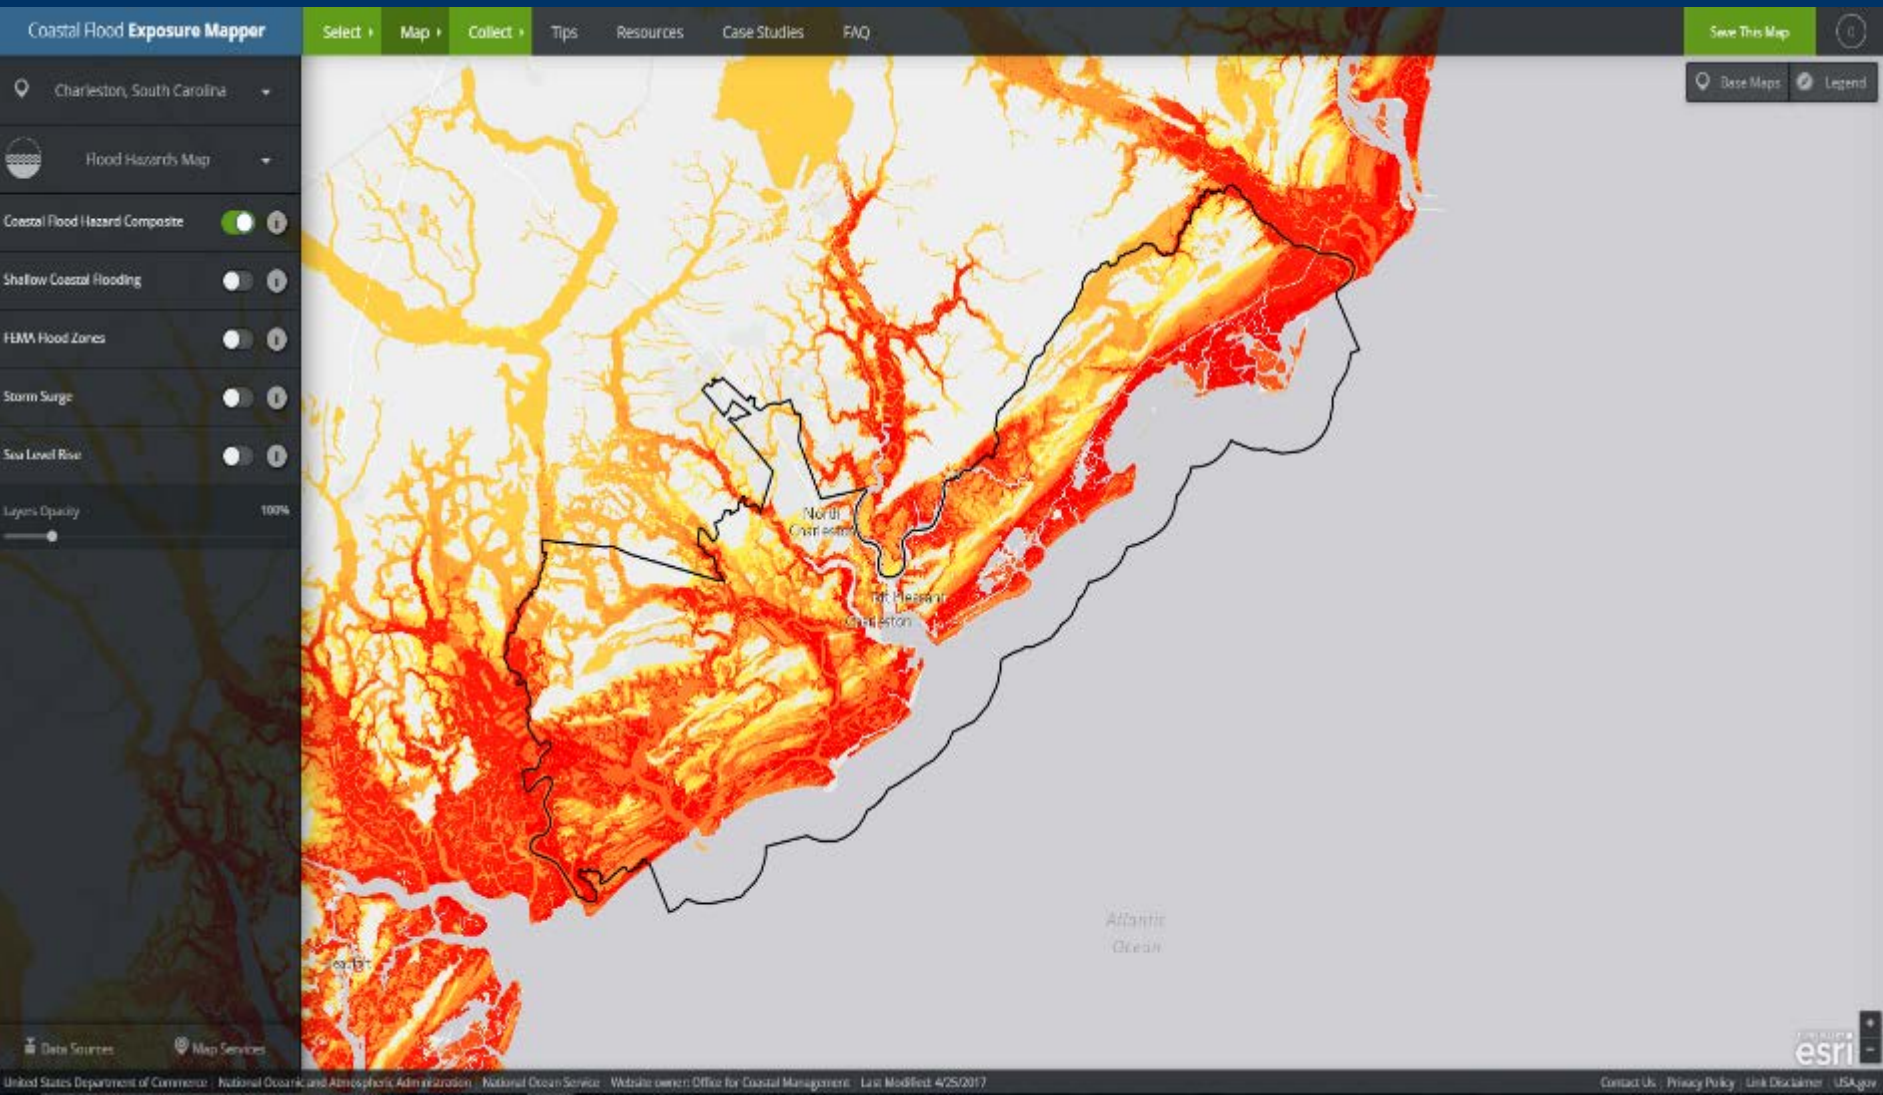 Coastal Flood Exposure Mapper
Select
Map
Collect
Tips
Resources
Case Studies
FAQ
Save This Map
0
Charleston, South Carolina
Base Maps
Legend
Flood Hazards Map
Coastal Flood Hazard Composite
Shallow Coastal Flooding
FEMA Flood Zones
Storm Surge
Sea Level Rise
Layers Opacity 100%
North
Charleston
Mt Pleasant
Charleston
Atlantic
Ocean
Data Sources
Map Services
esri
United States Department of Commerce | National Oceanic and Atmospheric Administration | National Ocean Service Website owner: Office for Coastal Management Last Modified: 4/25/2017
Contact Us | Privacy Policy | Link Disclaimer | USA.gov